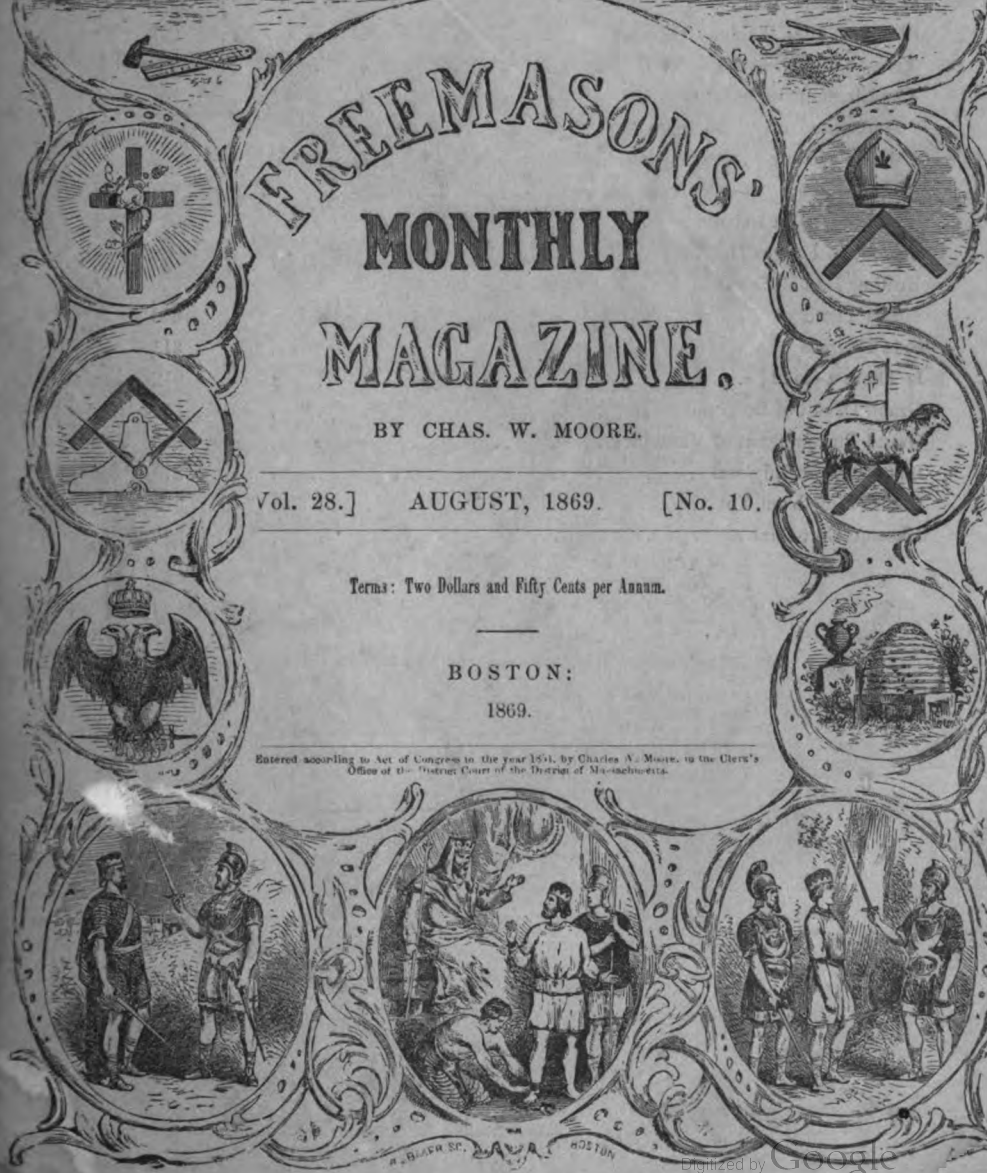 FREEMASONS'
MONTHLY
MAGAZINE.
BY CHAS. W. MOORE.
Vol. 28.] AUGUST, 1869. [No. 10.
Terms: Two Dollars and Fifty Cents per Annum.
BOSTON:
1869.
Entered according to Act of Congress in the year by Charles W. Moore, in the Clerk's
Office of the District Court of the District of Massachusetts.
BAKER SC. BOSTON
Digitized by Google